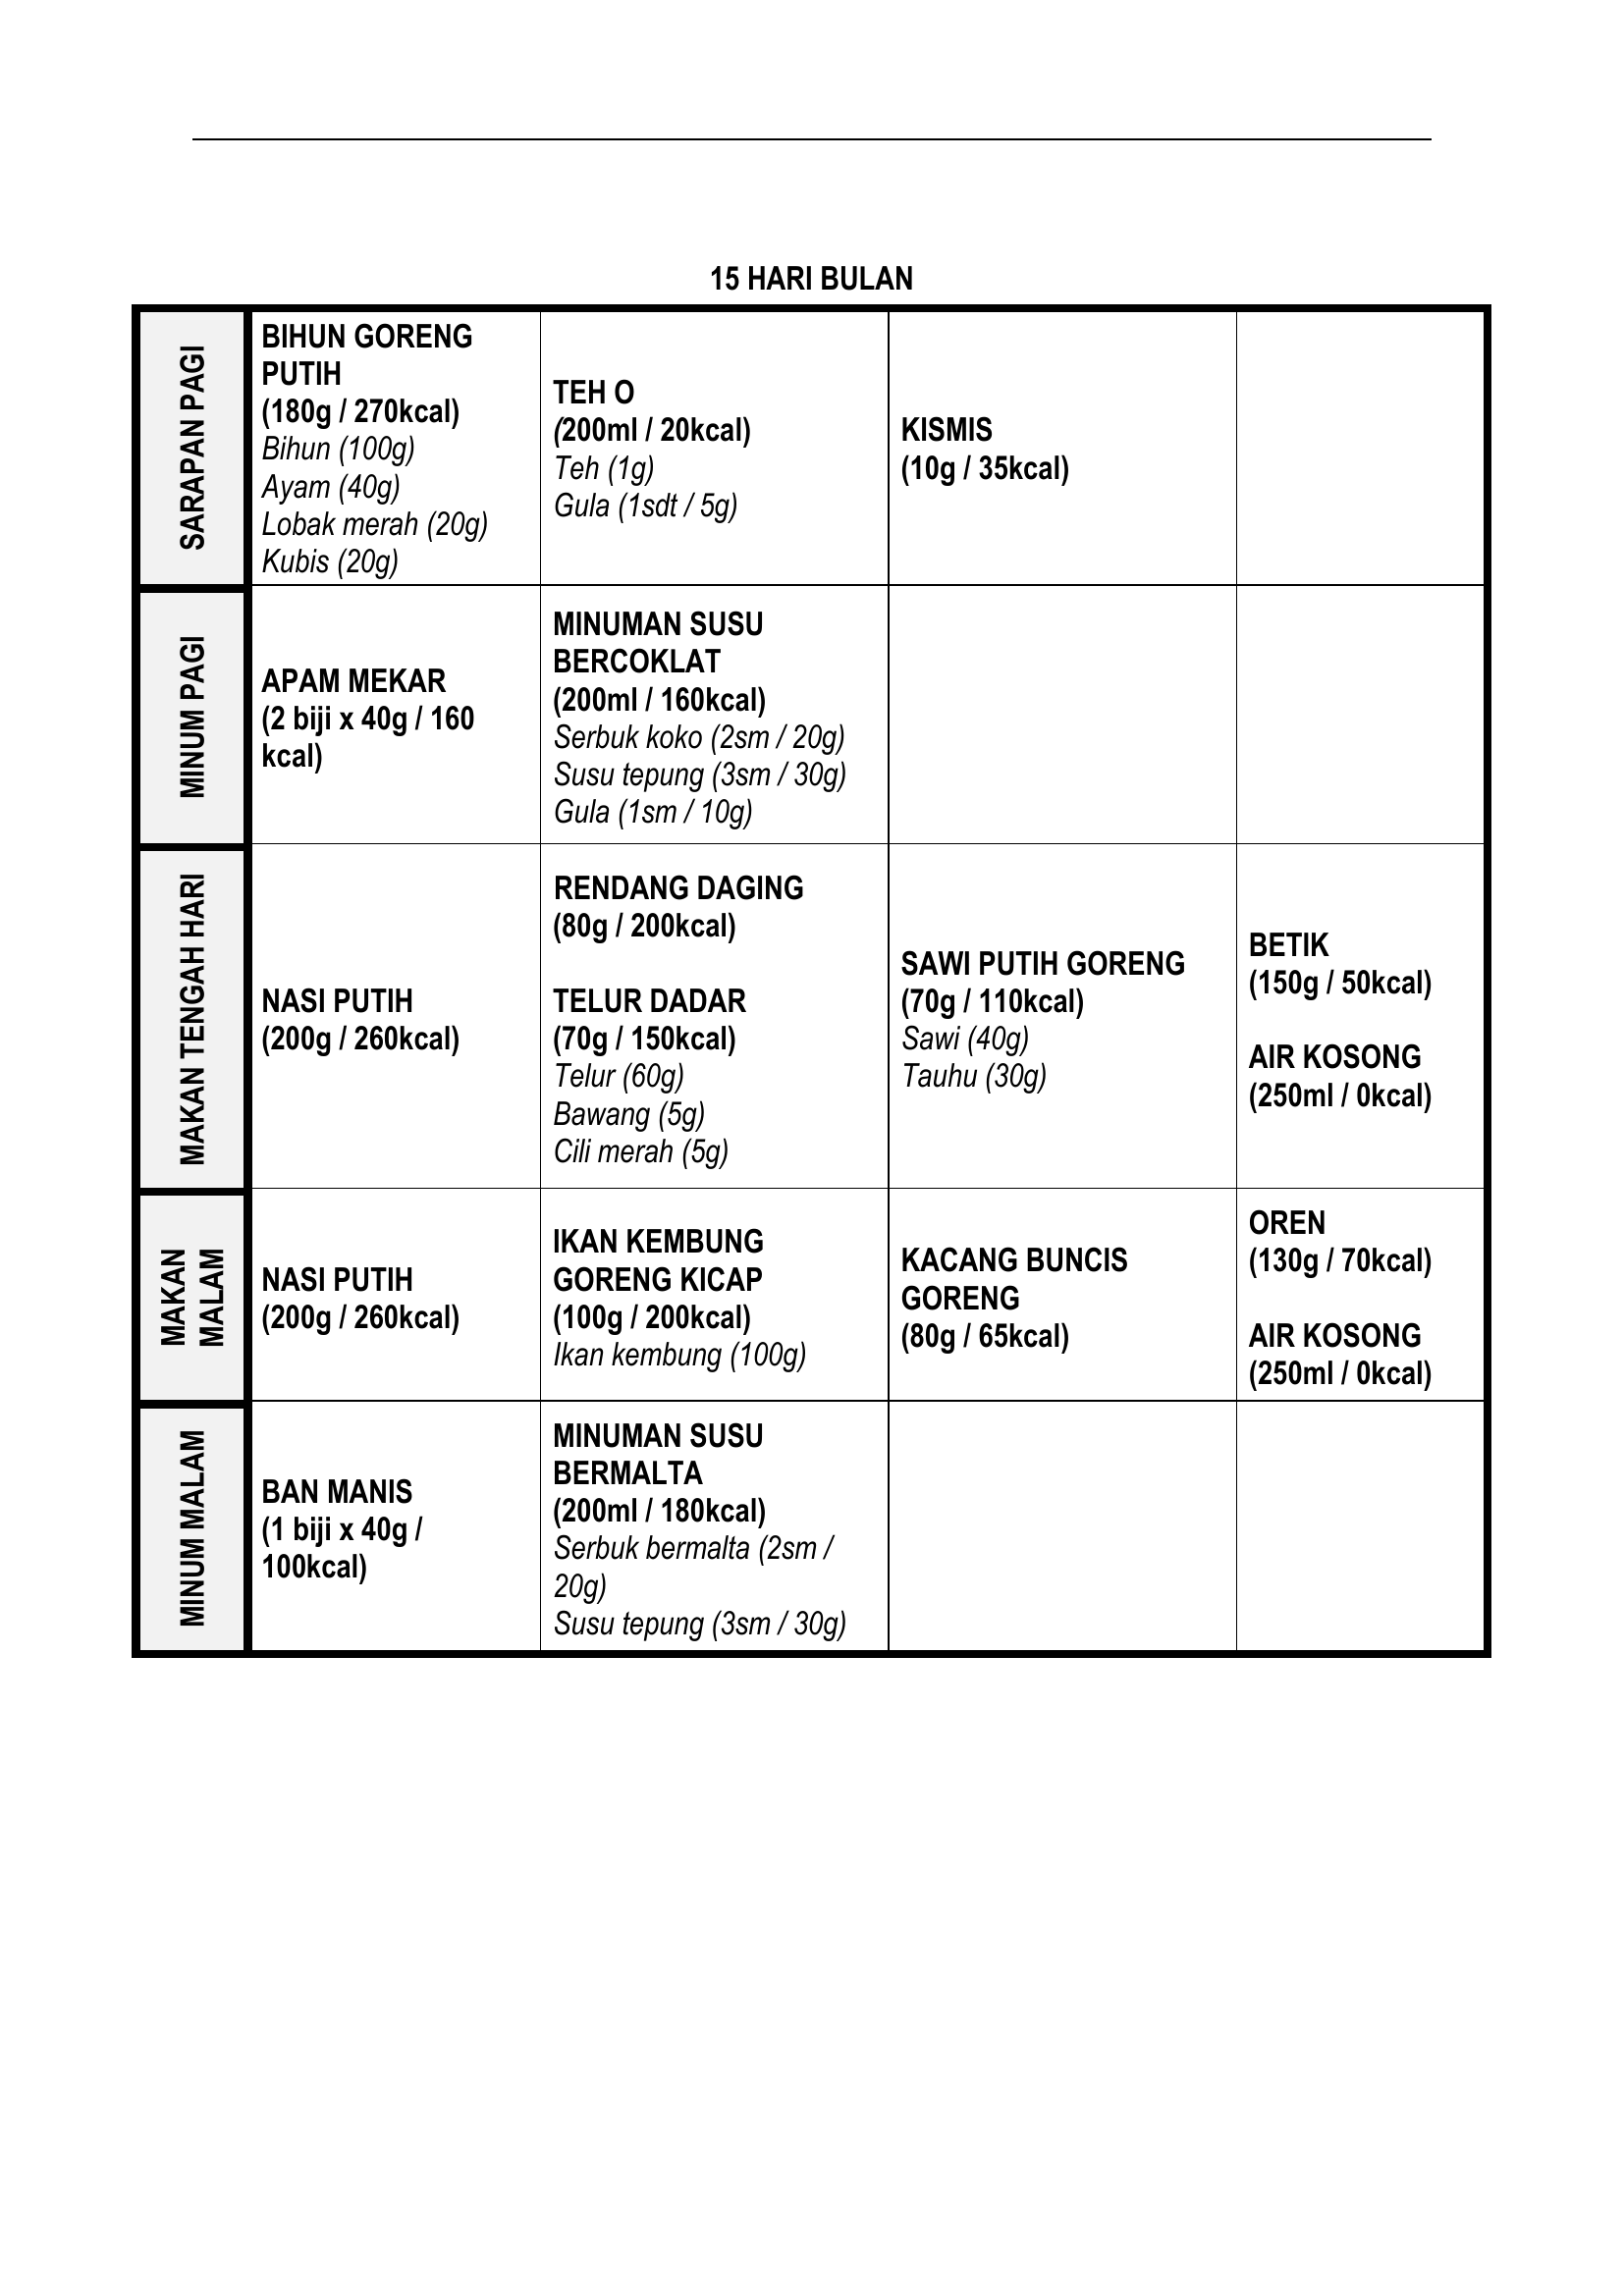 15 HARI BULAN
SARAPAN PAGI
BIHUN GORENG
PUTIH
(180g / 270kcal)
Bihun (100g)
Ayam (40g)
Lobak merah (20g)
Kubis (20g)
TEH O
(200ml / 20kcal)
Teh (1g)
Gula (1sdt / 5g)
KISMIS
(10g / 35kcal)
MINUM PAGI
APAM MEKAR
(2 biji x 40g / 160
kcal)
MINUMAN SUSU
BERCOKLAT
(200ml / 160kcal)
Serbuk koko (2sm / 20g)
Susu tepung (3sm / 30g)
Gula (1sm / 10g)
MAKAN TENGAH HARI
NASI PUTIH
(200g / 260kcal)
RENDANG DAGING
(80g / 200kcal)
TELUR DADAR
(70g / 150kcal)
Telur (60g)
Bawang (5g)
Cili merah (5g)
SAWI PUTIH GORENG
(70g / 110kcal)
Sawi (40g)
Tauhu (30g)
BETIK
(150g / 50kcal)
AIR KOSONG
(250ml / 0kcal)
MAKAN
MALAM
NASI PUTIH
(200g / 260kcal)
IKAN KEMBUNG
GORENG KICAP
(100g / 200kcal)
Ikan kembung (100g)
KACANG BUNCIS
GORENG
(80g / 65kcal)
OREN
(130g / 70kcal)
AIR KOSONG
(250ml / 0kcal)
MINUM MALAM
BAN MANIS
(1 biji x 40g /
100kcal)
MINUMAN SUSU
BERMALTA
(200ml / 180kcal)
Serbuk bermalta (2sm /
20g)
Susu tepung (3sm / 30g)